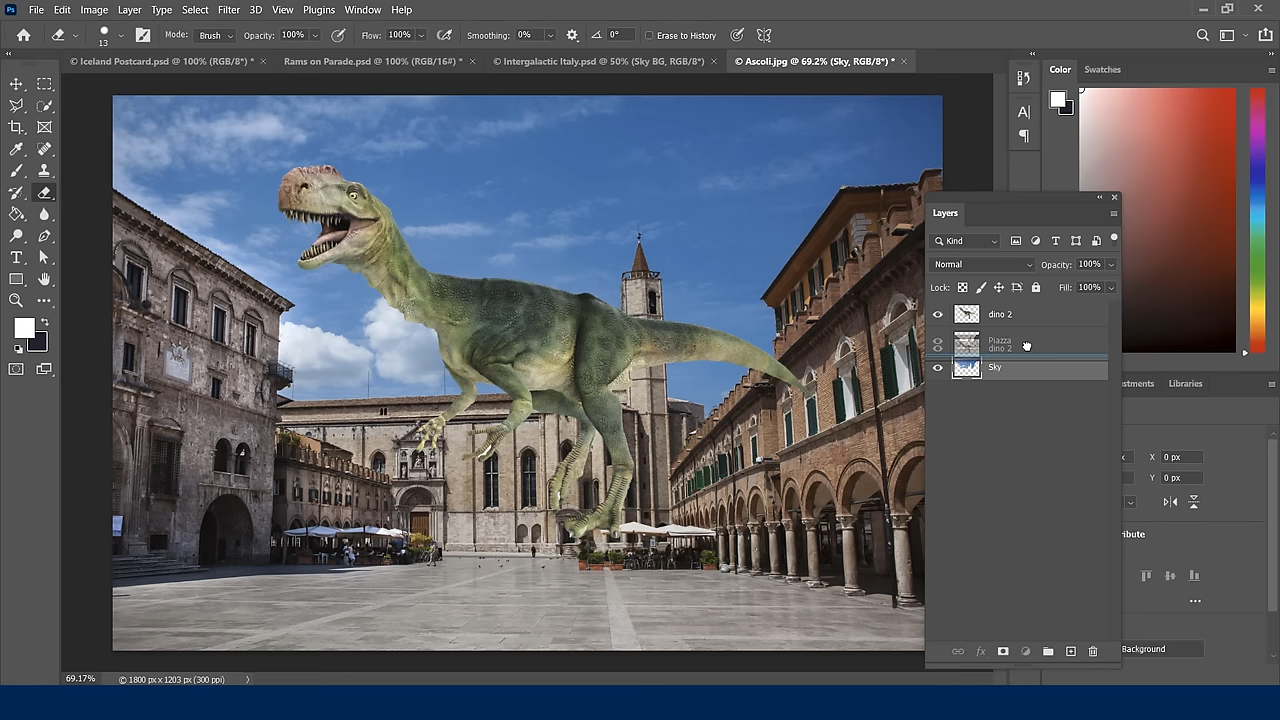 Ps File Edit Image Layer Type Select Filter 3D View Plugins Window Help
13 Mode: Brush Opacity: 100% Flow: 100% Smoothing: 0% 0° Erase to History
© Iceland Postcard.psd @ 100% (RGB/8*) * × Rams on Parade.psd @ 100% (RGB/16*) * × © Intergalactic Italy.psd @ 50% (Sky BG, RGB/8*) × © Ascoli.jpg @ 69.2% (Sky, RGB/8*) * ×
Color Swatches
Layers
Kind
Normal Opacity: 100%
Lock: Fill: 100%
dino 2
Piazza
dino 2
Sky
Libraries
X 0 px
Y 0 px
Background
69.17% © 1800 px x 1203 px (300 ppi)